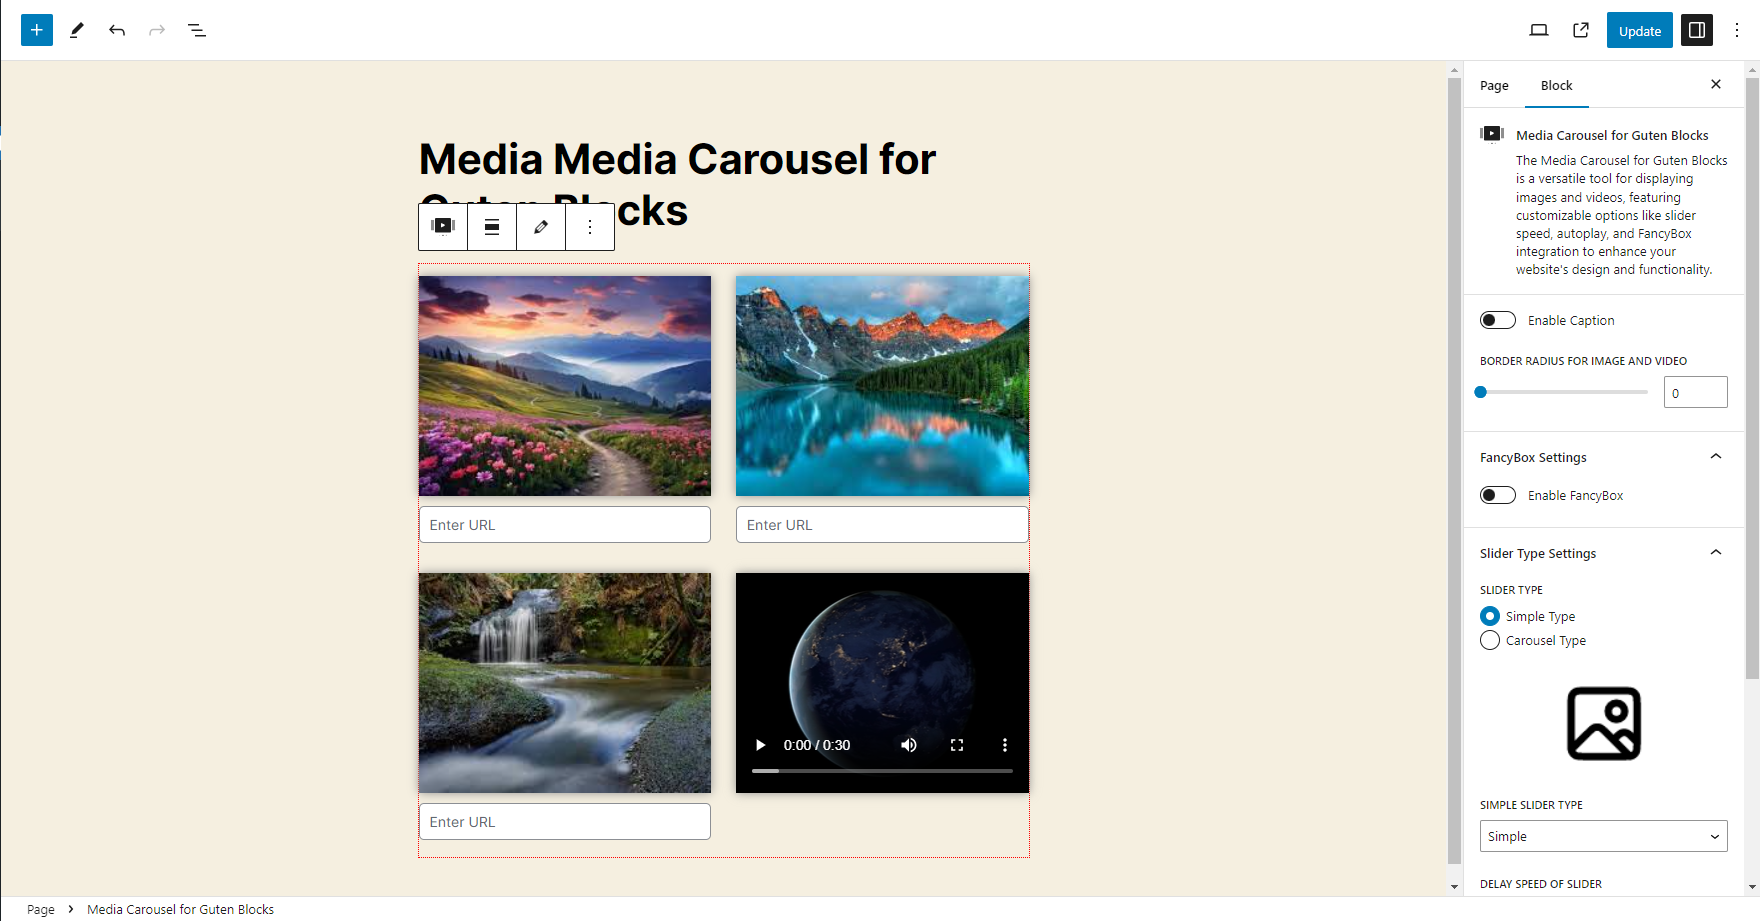 Update
Media Media Carousel for
Guten Blocks
Enter URL
Enter URL
0:00 / 0:30
Enter URL
Page
Block
Media Carousel for Guten Blocks
The Media Carousel for Guten Blocks
is a versatile tool for displaying
images and videos, featuring
customizable options like slider
speed, autoplay, and FancyBox
integration to enhance your
website's design and functionality.
Enable Caption
BORDER RADIUS FOR IMAGE AND VIDEO
0
FancyBox Settings
Enable FancyBox
Slider Type Settings
SLIDER TYPE
Simple Type
Carousel Type
SIMPLE SLIDER TYPE
Simple
DELAY SPEED OF SLIDER
Page
Media Carousel for Guten Blocks